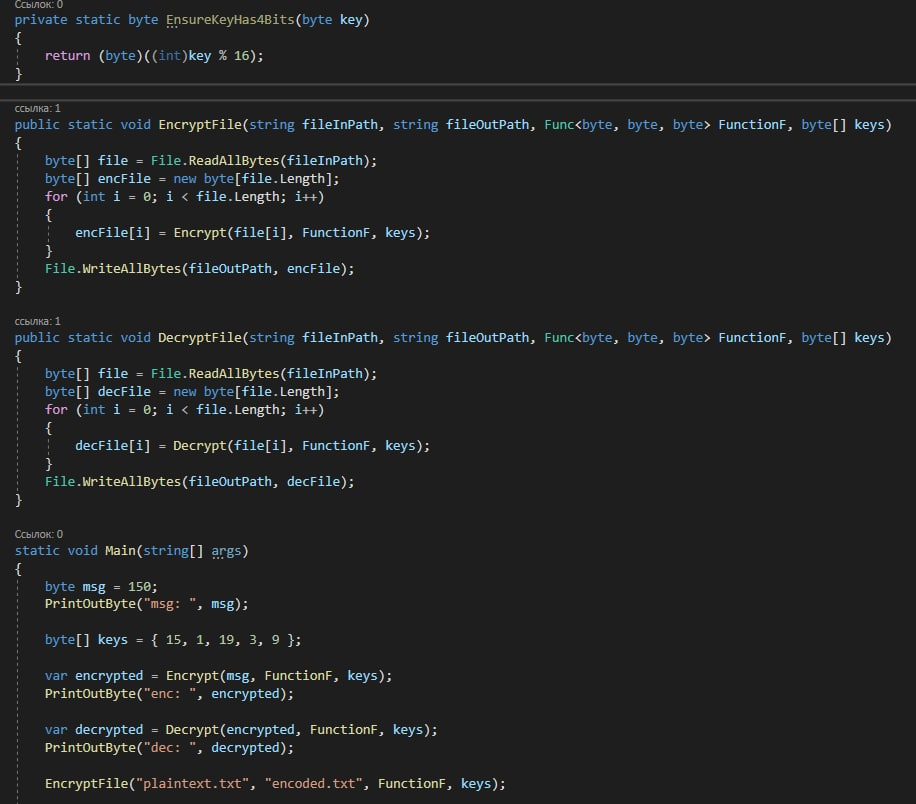 Ссылок: 0
private static byte EnsureKeyHas4Bits(byte key)
{
return (byte)((int)key % 16);
}
ссылка: 1
public static void EncryptFile(string fileInPath, string fileOutPath, Func<byte, byte, byte> FunctionF, byte[] keys)
{
byte[] file = File.ReadAllBytes(fileInPath);
byte[] encFile = new byte[file.Length];
for (int i = 0; i < file.Length; i++)
{
encFile[i] = Encrypt(file[i], FunctionF, keys);
}
File.WriteAllBytes(fileOutPath, encFile);
}
ссылка: 1
public static void DecryptFile(string fileInPath, string fileOutPath, Func<byte, byte, byte> FunctionF, byte[] keys)
{
byte[] file = File.ReadAllBytes(fileInPath);
byte[] decFile = new byte[file.Length];
for (int i = 0; i < file.Length; i++)
{
decFile[i] = Decrypt(file[i], FunctionF, keys);
}
File.WriteAllBytes(fileOutPath, decFile);
}
Ссылок: 0
static void Main(string[] args)
{
byte msg = 150;
PrintOutByte("msg: ", msg);
byte[] keys = { 15, 1, 19, 3, 9 };
var encrypted = Encrypt(msg, FunctionF, keys);
PrintOutByte("enc: ", encrypted);
var decrypted = Decrypt(encrypted, FunctionF, keys);
PrintOutByte("dec: ", decrypted);
EncryptFile("plaintext.txt", "encoded.txt", FunctionF, keys);